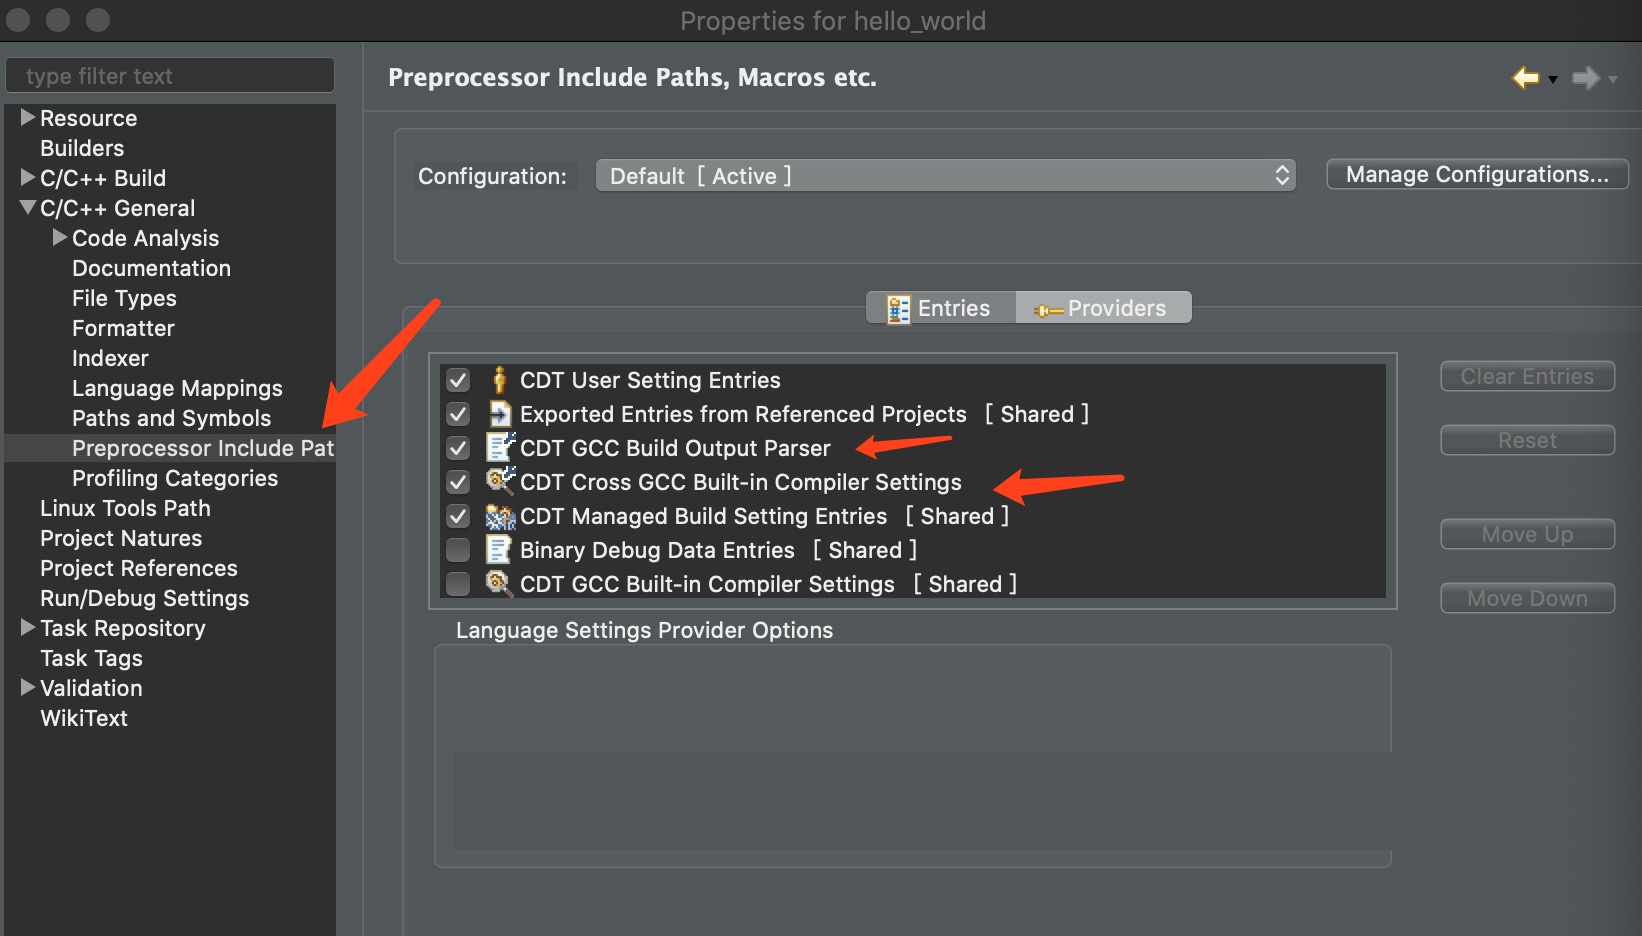 Properties for hello_world
type filter text
Resource
Builders
C/C++ Build
C/C++ General
Code Analysis
Documentation
File Types
Formatter
Indexer
Language Mappings
Paths and Symbols
Preprocessor Include Pat
Profiling Categories
Linux Tools Path
Project Natures
Project References
Run/Debug Settings
Task Repository
Task Tags
Validation
WikiText
Preprocessor Include Paths, Macros etc.
Configuration: Default [ Active ] Manage Configurations...
Entries Providers
CDT User Setting Entries
Exported Entries from Referenced Projects [ Shared ]
CDT GCC Build Output Parser
CDT Cross GCC Built-in Compiler Settings
CDT Managed Build Setting Entries [ Shared ]
Binary Debug Data Entries [ Shared ]
CDT GCC Built-in Compiler Settings [ Shared ]
Clear Entries
Reset
Move Up
Move Down
Language Settings Provider Options